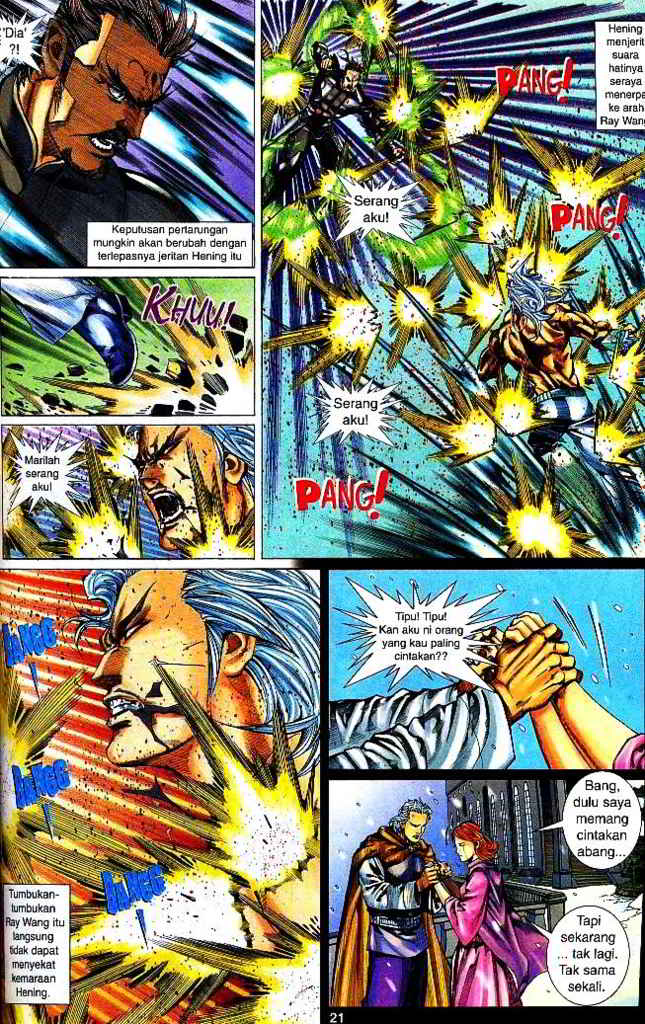 'Dia'
?!
Keputusan pertarungan
mungkin akan berubah dengan
terlepasnya jeritan Hening itu
Hening
menjerit
suara
hatinya
seraya
menerpa
ke arah
Ray Wang
PANG!
Serang
aku!
PANG!
Serang
aku!
PANG!
KHUU!
Marilah
serang
aku!
Tipu! Tipu!
Kan aku ni orang
yang kau paling
cintakan??
Bang,
dulu saya
memang
cintakan
abang...
Tapi
sekarang
... tak lagi.
Tak sama
sekali.
Tumbukan-
tumbukan
Ray Wang itu
langsung
tidak dapat
menyekat
kemaraan
Hening.
21